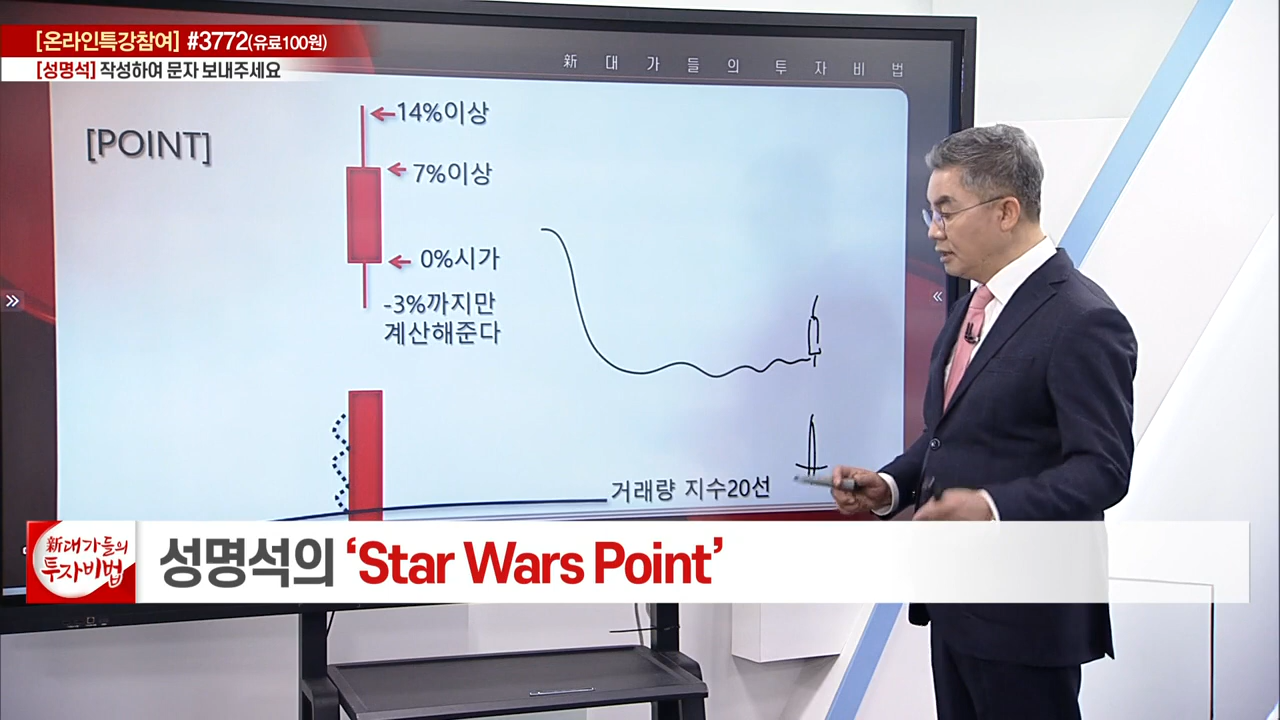 [온라인특강참여] #3772(유료100원)
[성명석] 작성하여 문자 보내주세요
新 대가들의 투자비법
[POINT]
14%이상
7%이상
0%시가
-3%까지만
계산해준다
거래량 지수20선
新대가들의
투자비법
성명석의 ‘Star Wars Point’